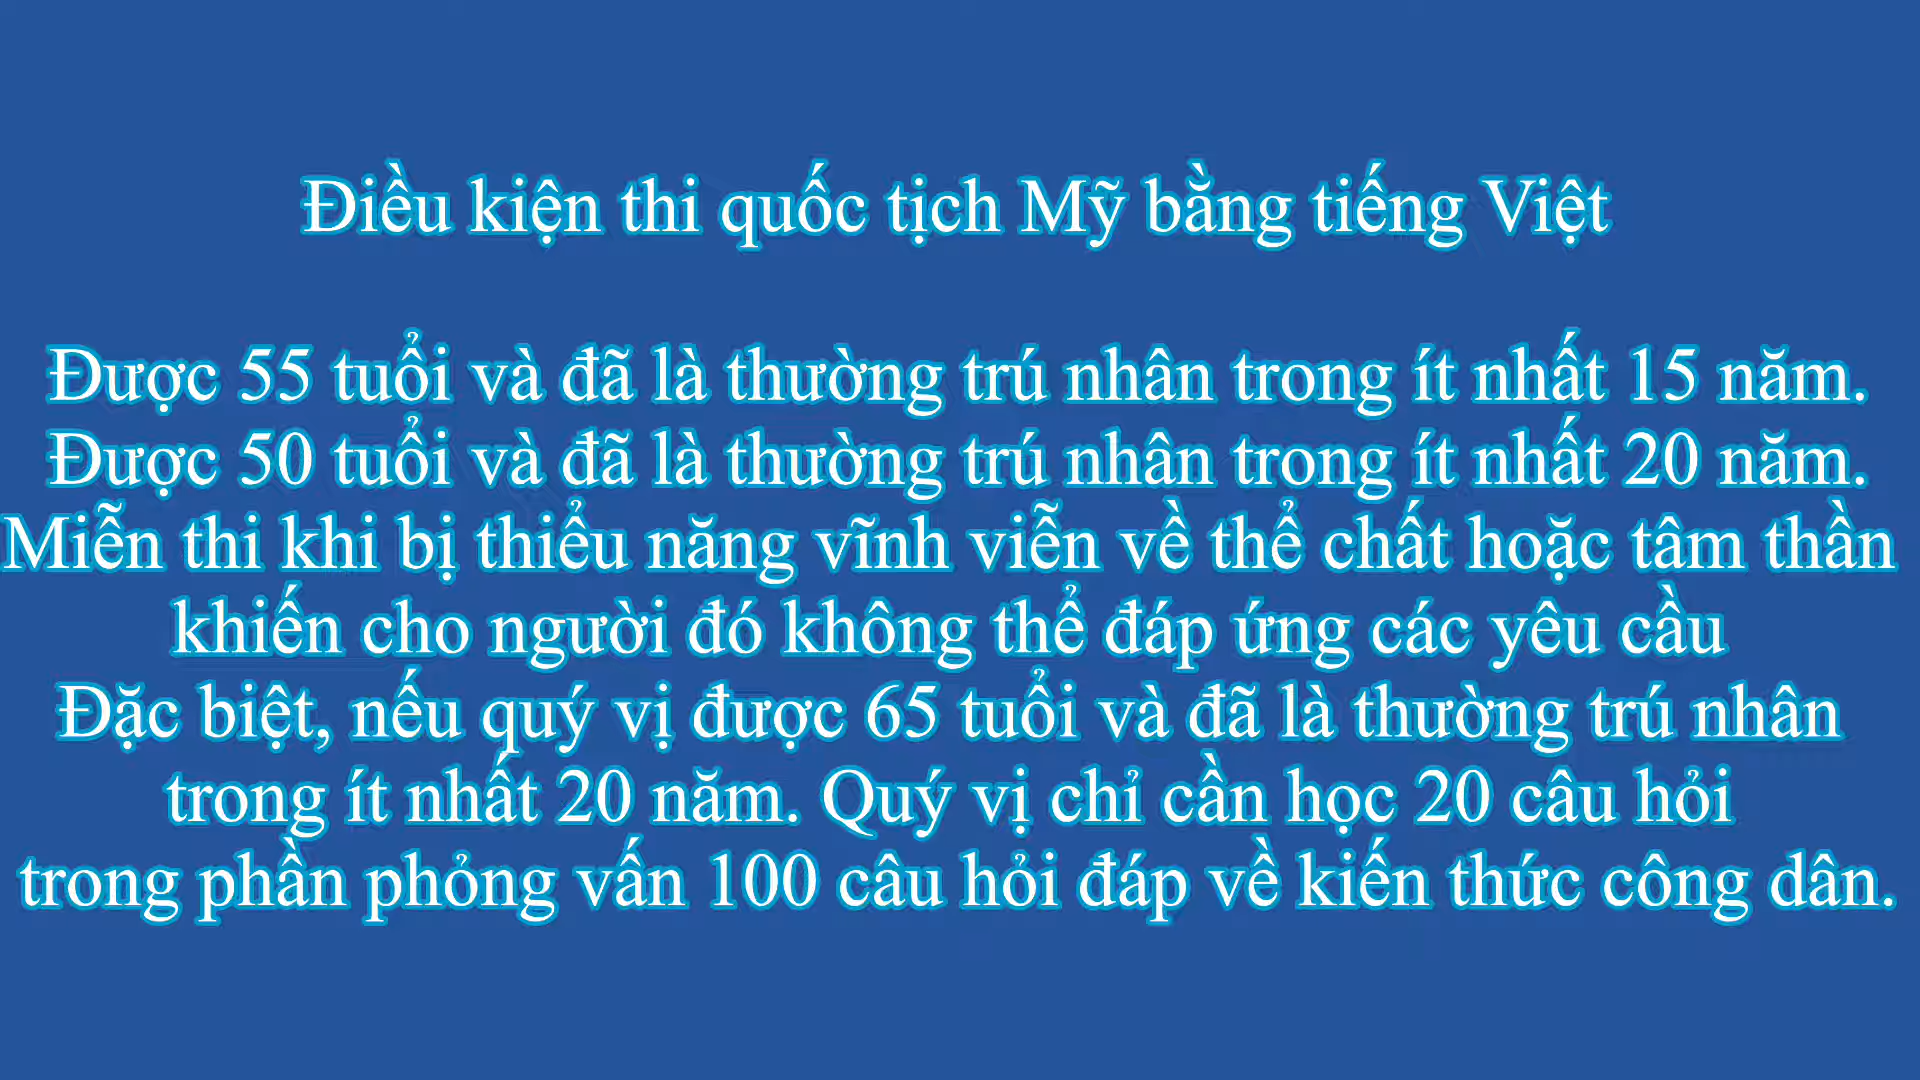 Điều kiện thi quốc tịch Mỹ bằng tiếng Việt
Được 55 tuổi và đã là thường trú nhân trong ít nhất 15 năm.
Được 50 tuổi và đã là thường trú nhân trong ít nhất 20 năm.
Miễn thi khi bị thiểu năng vĩnh viễn về thể chất hoặc tâm thần
khiến cho người đó không thể đáp ứng các yêu cầu
Đặc biệt, nếu quý vị được 65 tuổi và đã là thường trú nhân
trong ít nhất 20 năm. Quý vị chỉ cần học 20 câu hỏi
trong phần phỏng vấn 100 câu hỏi đáp về kiến thức công dân.